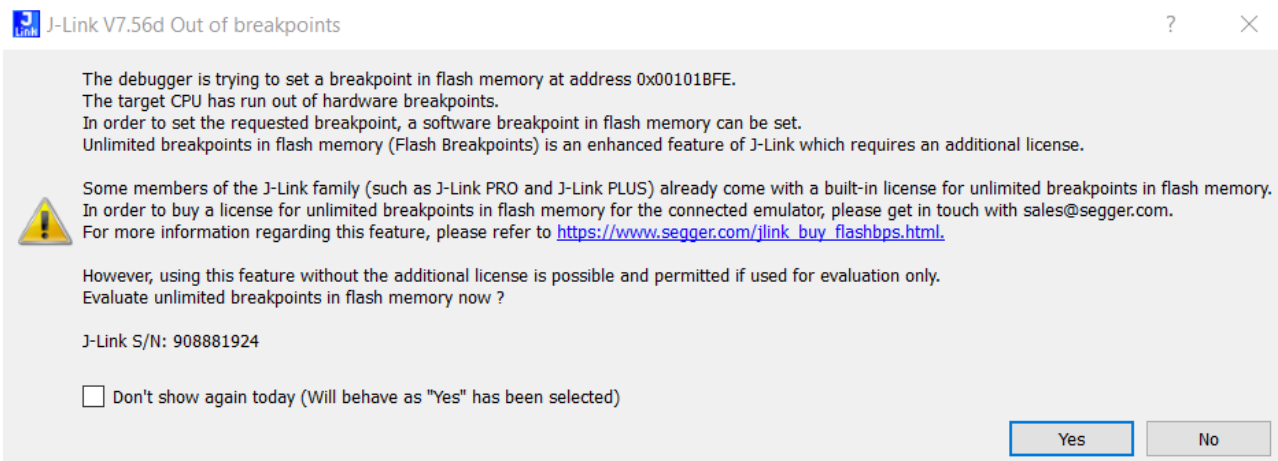 J-Link V7.56d Out of breakpoints
The debugger is trying to set a breakpoint in flash memory at address 0x00101BFE.
The target CPU has run out of hardware breakpoints.
In order to set the requested breakpoint, a software breakpoint in flash memory can be set.
Unlimited breakpoints in flash memory (Flash Breakpoints) is an enhanced feature of J-Link which requires an additional license.
Some members of the J-Link family (such as J-Link PRO and J-Link PLUS) already come with a built-in license for unlimited breakpoints in flash memory.
In order to buy a license for unlimited breakpoints in flash memory for the connected emulator, please get in touch with sales@segger.com.
For more information regarding this feature, please refer to https://www.segger.com/jlink_buy_flashbps.html.
However, using this feature without the additional license is possible and permitted if used for evaluation only.
Evaluate unlimited breakpoints in flash memory now ?
J-Link S/N: 908881924
Don't show again today (Will behave as "Yes" has been selected)
Yes No